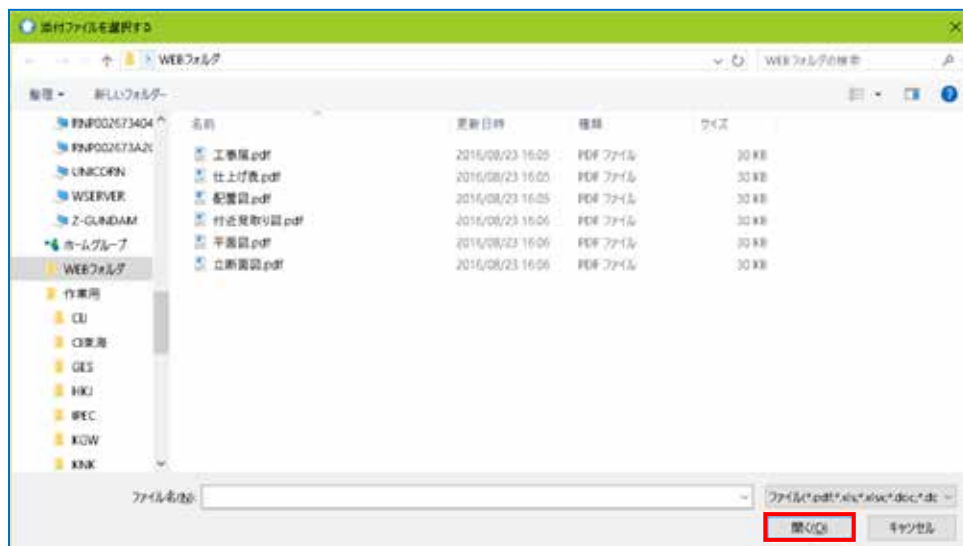 添付ファイルを選択する
WEBフォルダ
WEBフォルダの検索
整理
新しいフォルダー
名前 更新日時 種類 サイズ
工事届.pdf 2016/08/23 16:05 PDF ファイル 30 KB
仕上げ表.pdf 2016/08/23 16:05 PDF ファイル 30 KB
配置図.pdf 2016/08/23 16:05 PDF ファイル 30 KB
付近見取り図.pdf 2016/08/23 16:06 PDF ファイル 30 KB
平面図.pdf 2016/08/23 16:06 PDF ファイル 30 KB
立断面図.pdf 2016/08/23 16:06 PDF ファイル 30 KB
RNP002673404
RNP002673A2
UNICORN
WSERVER
Z-GUNDAM
ホームグループ
WEBフォルダ
作業用
CI東海
GES
HKJ
IPEC
KGW
KNK
ファイル名(N):
ファイル(*.pdf,*.xls,*.xlsx,*.doc,*.dc
開く(O)
キャンセル